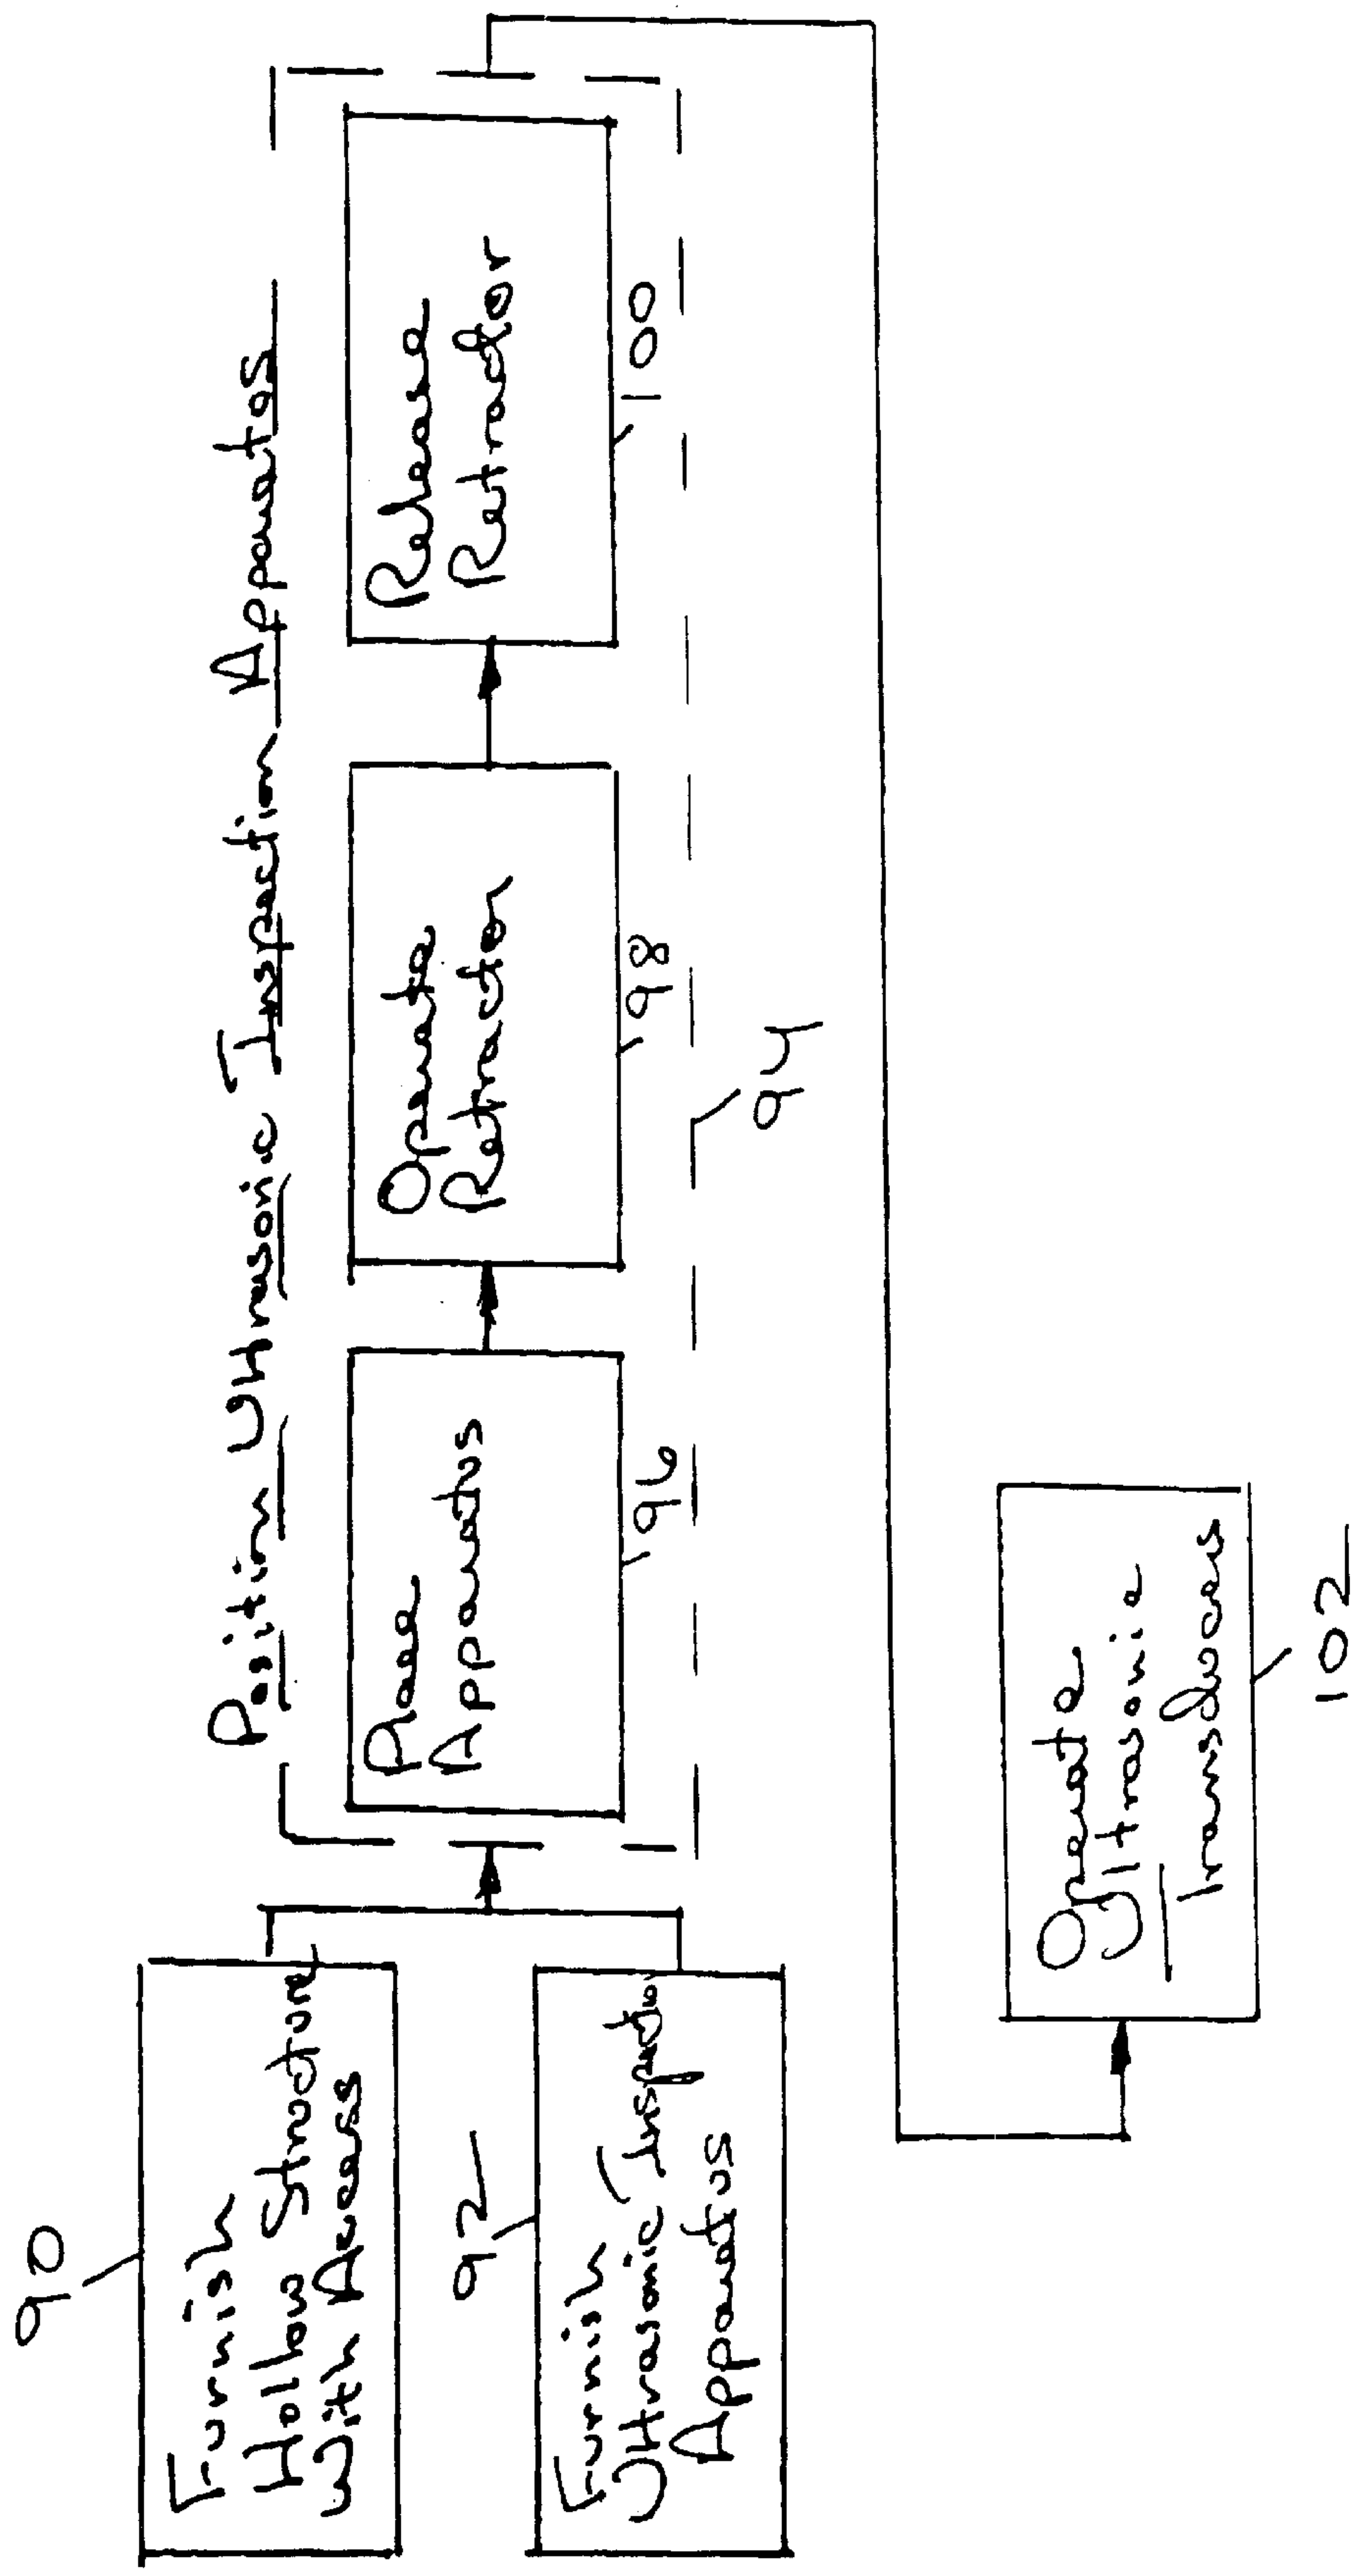 90
Furnish
Hollow Structure
With Access
92
Furnish
Ultrasonic Inspection
Apparatus
Position Ultrasonic Inspection Apparatus
Place
Apparatus
96
Operate
Retractor
98
Release
Retractor
100
94
Operate
Ultrasonic
Transducers
102